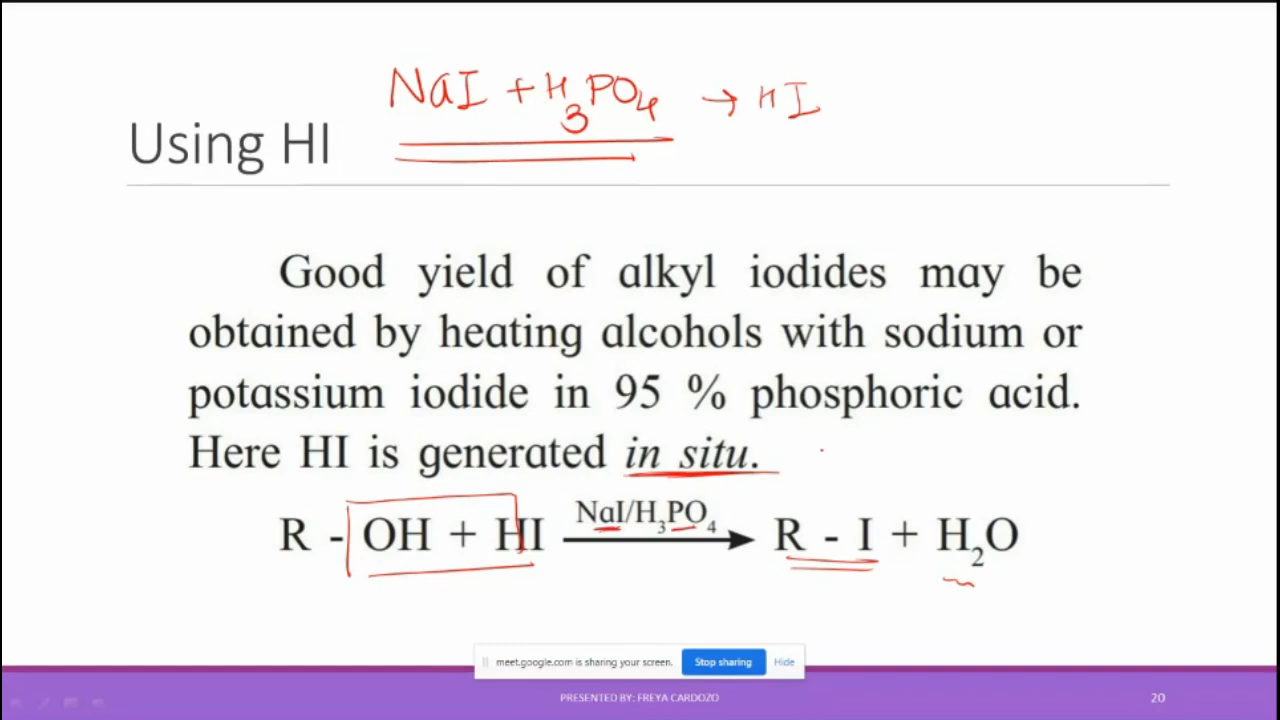 NaI + H₃PO₄ → HI
Using HI
Good yield of alkyl iodides may be
obtained by heating alcohols with sodium or
potassium iodide in 95 % phosphoric acid.
Here HI is generated in situ.
NaI/H₃PO₄
R - OH + HI ⟶ R - I + H₂O
meet.google.com is sharing your screen. Stop sharing Hide
PRESENTED BY: FREYA CARDOZO 20